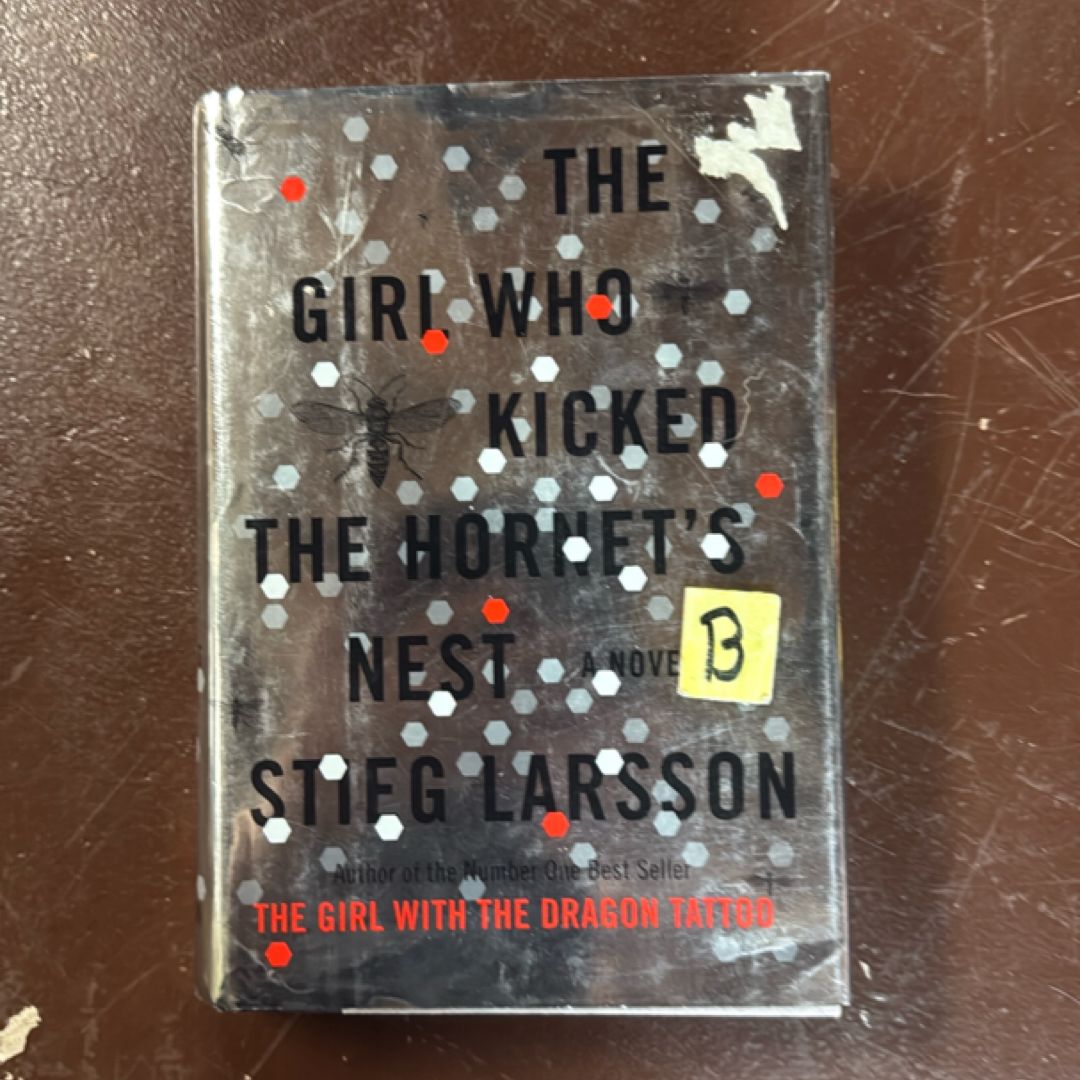 THE
GIRL WHO
KICKED
THE HORNET'S
NEST
A NOVE
B
STIEG LARSSON
Author of the Number One Best Seller
THE GIRL WITH THE DRAGON TATTOO